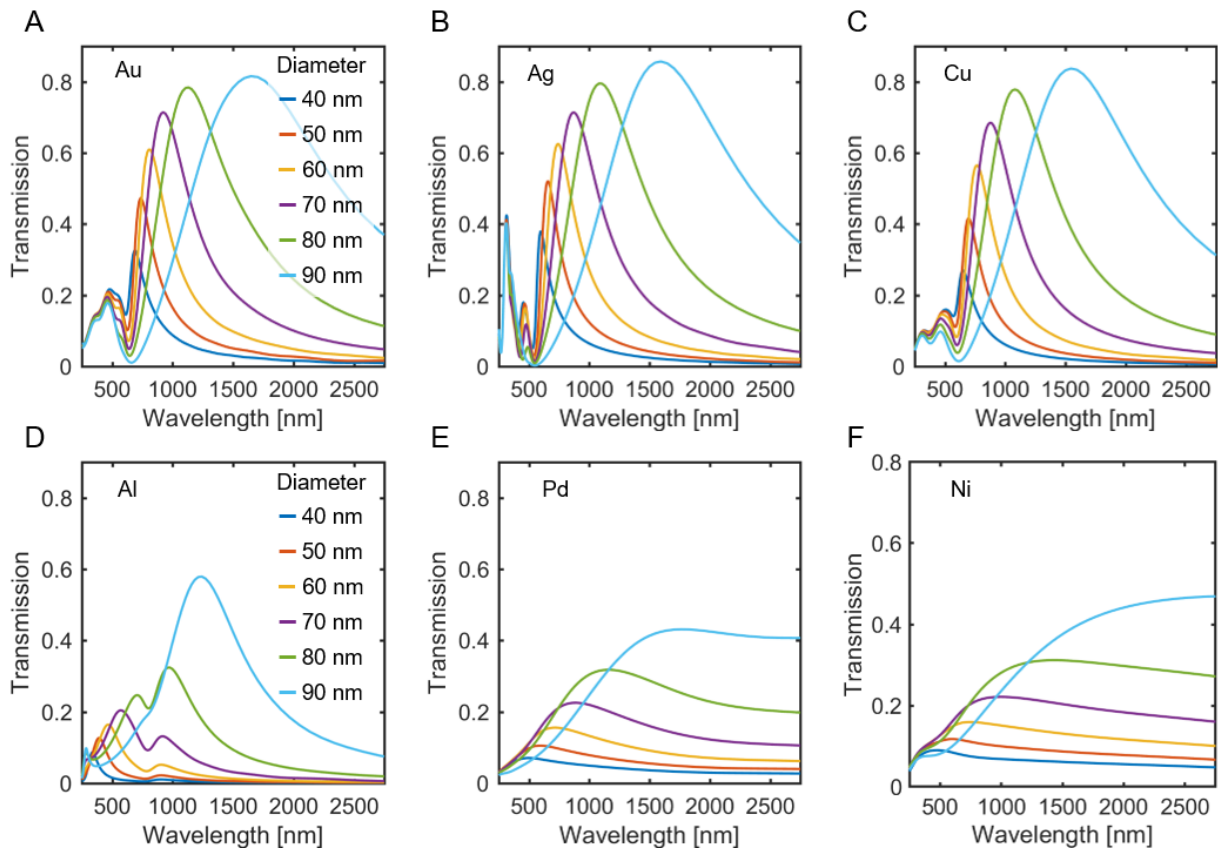 A
Au
Diameter
40 nm
50 nm
60 nm
70 nm
80 nm
90 nm
Transmission
0.8
0.6
0.4
0.2
0
500 1000 1500 2000 2500
Wavelength [nm]
B
Ag
Transmission
0.8
0.6
0.4
0.2
0
500 1000 1500 2000 2500
Wavelength [nm]
C
Cu
Transmission
0.8
0.6
0.4
0.2
0
500 1000 1500 2000 2500
Wavelength [nm]
D
Al
Diameter
40 nm
50 nm
60 nm
70 nm
80 nm
90 nm
Transmission
0.8
0.6
0.4
0.2
0
500 1000 1500 2000 2500
Wavelength [nm]
E
Pd
Transmission
0.8
0.6
0.4
0.2
0
500 1000 1500 2000 2500
Wavelength [nm]
F
Ni
Transmission
0.8
0.6
0.4
0.2
0
500 1000 1500 2000 2500
Wavelength [nm]